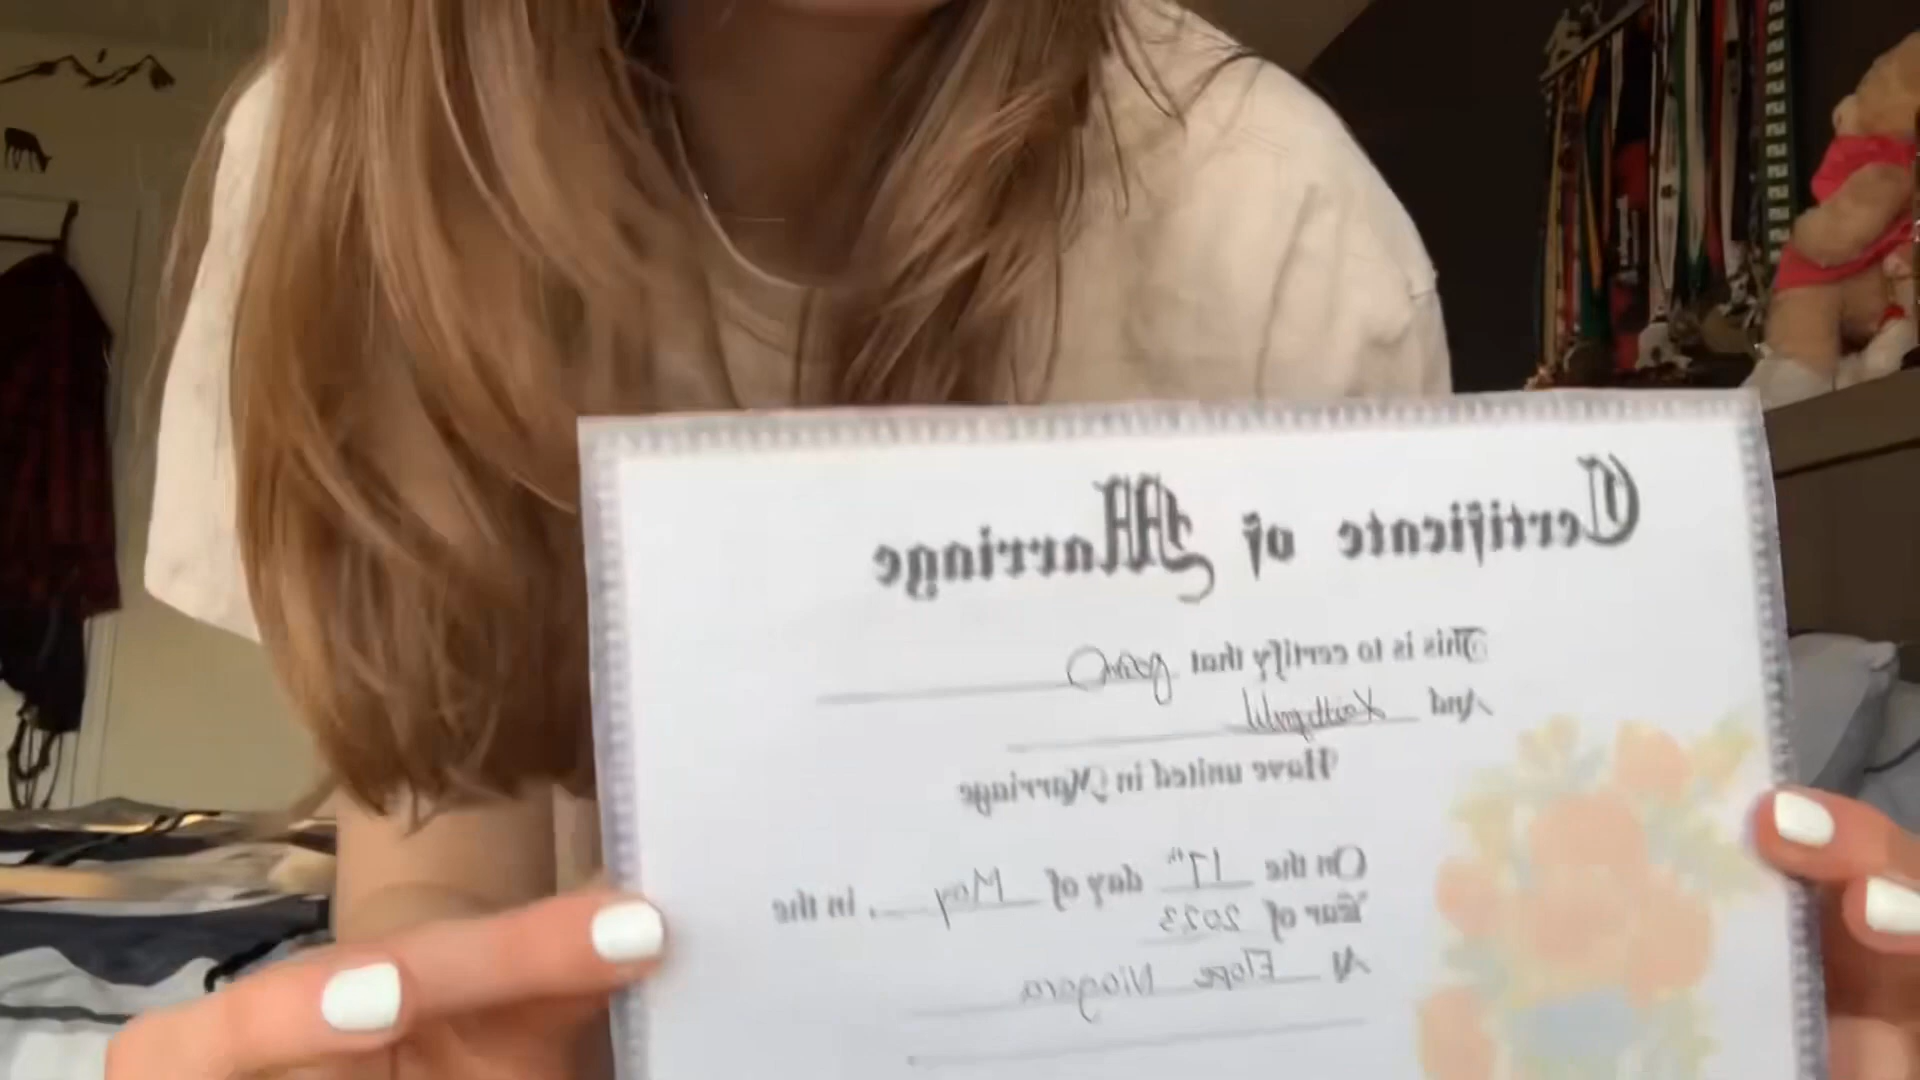 Certificate of Marriage
This is to certify that
And
Have united in Marriage
On the 17th day of May, in the
Year of 2023
At Elope Niagara